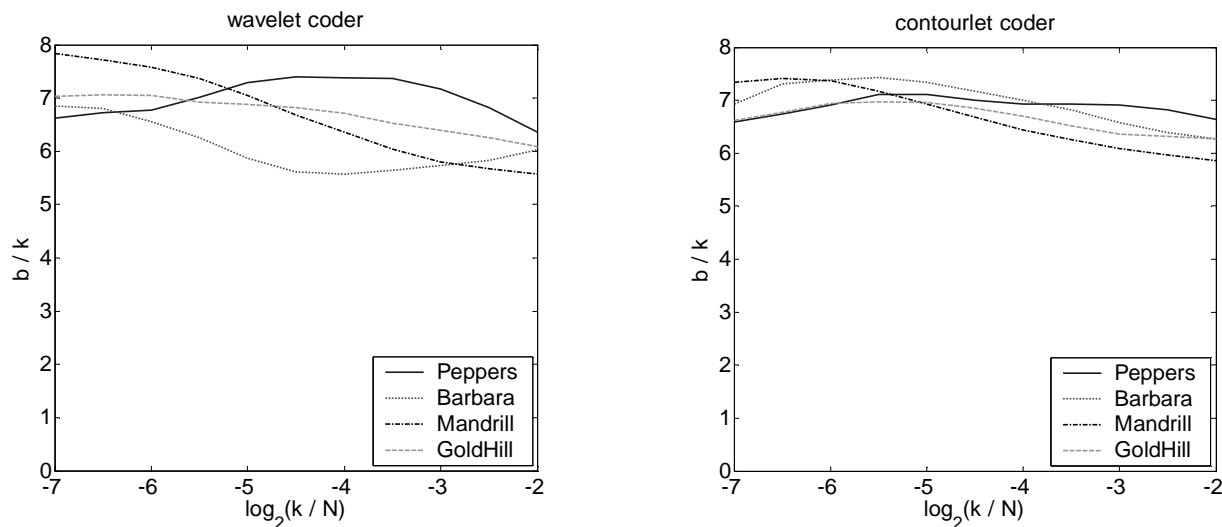 wavelet coder
8
7
6
5
4
3
2
1
0
b / k
-7 -6 -5 -4 -3 -2
log2(k / N)
Peppers
Barbara
Mandrill
GoldHill
contourlet coder
8
7
6
5
4
3
2
1
0
b / k
-7 -6 -5 -4 -3 -2
log2(k / N)
Peppers
Barbara
Mandrill
GoldHill